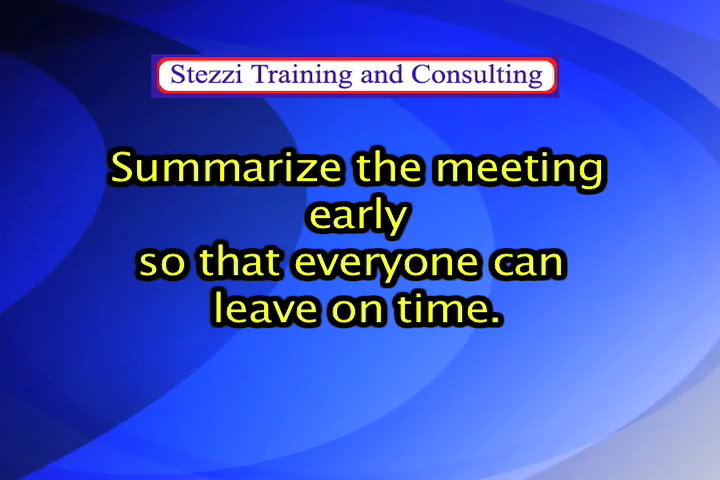 Stezzi Training and Consulting
Summarize the meeting
early
so that everyone can
leave on time.